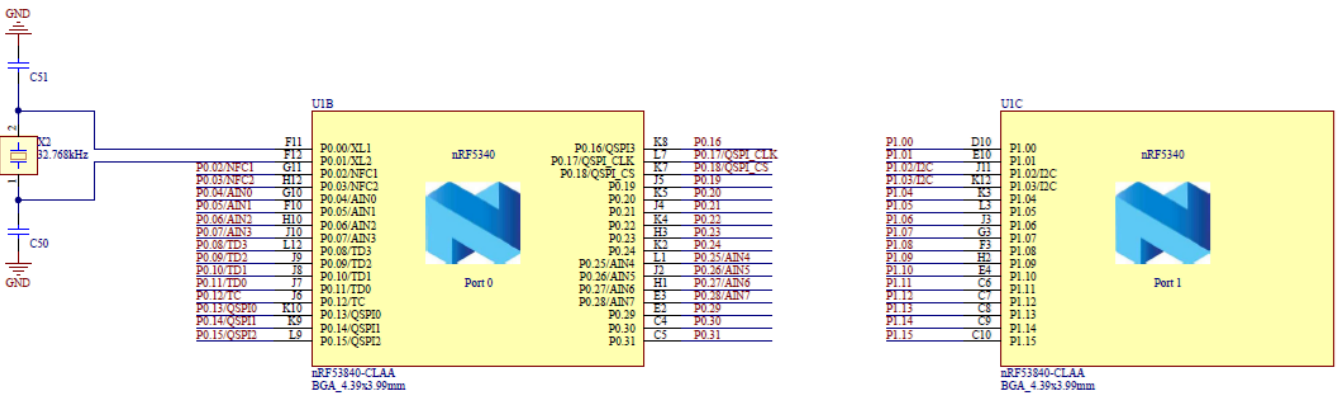 GND
C51
2
X2
32.768kHz
1
C50
GND
U1B
F11 P0.00/XL1
F12 P0.01/XL2
P0.02/NFC1 G11 P0.02/NFC1
P0.03/NFC2 H12 P0.03/NFC2
P0.04/AIN0 G10 P0.04/AIN0
P0.05/AIN1 F10 P0.05/AIN1
P0.06/AIN2 H10 P0.06/AIN2
P0.07/AIN3 J10 P0.07/AIN3
P0.08/TD3 L12 P0.08/TD3
P0.09/TD2 J9 P0.09/TD2
P0.10/TD1 J8 P0.10/TD1
P0.11/TD0 J7 P0.11/TD0
P0.12/TC J6 P0.12/TC
P0.13/QSPI0 K10 P0.13/QSPI0
P0.14/QSPI1 K9 P0.14/QSPI1
P0.15/QSPI2 L9 P0.15/QSPI2
nRF5340
Port 0
P0.16/QSPI3 K8 P0.16
P0.17/QSPI_CLK L7 P0.17/QSPI_CLK
P0.18/QSPI_CS K7 P0.18/QSPI_CS
P0.19 J5 P0.19
P0.20 K5 P0.20
P0.21 J4 P0.21
P0.22 K4 P0.22
P0.23 H3 P0.23
P0.24 K2 P0.24
P0.25/AIN4 L1 P0.25/AIN4
P0.26/AIN5 J2 P0.26/AIN5
P0.27/AIN6 H1 P0.27/AIN6
P0.28/AIN7 E3 P0.28/AIN7
P0.29 E2 P0.29
P0.30 C4 P0.30
P0.31 C5 P0.31
nRF53840-CLAA
BGA_4.39x3.99mm
U1C
P1.00 D10 P1.00
P1.01 E10 P1.01
P1.02/I2C J11 P1.02/I2C
P1.03/I2C K12 P1.03/I2C
P1.04 K3 P1.04
P1.05 L3 P1.05
P1.06 J3 P1.06
P1.07 G3 P1.07
P1.08 F3 P1.08
P1.09 H2 P1.09
P1.10 E4 P1.10
P1.11 C6 P1.11
P1.12 C7 P1.12
P1.13 C8 P1.13
P1.14 C9 P1.14
P1.15 C10 P1.15
nRF5340
Port 1
nRF53840-CLAA
BGA_4.39x3.99mm